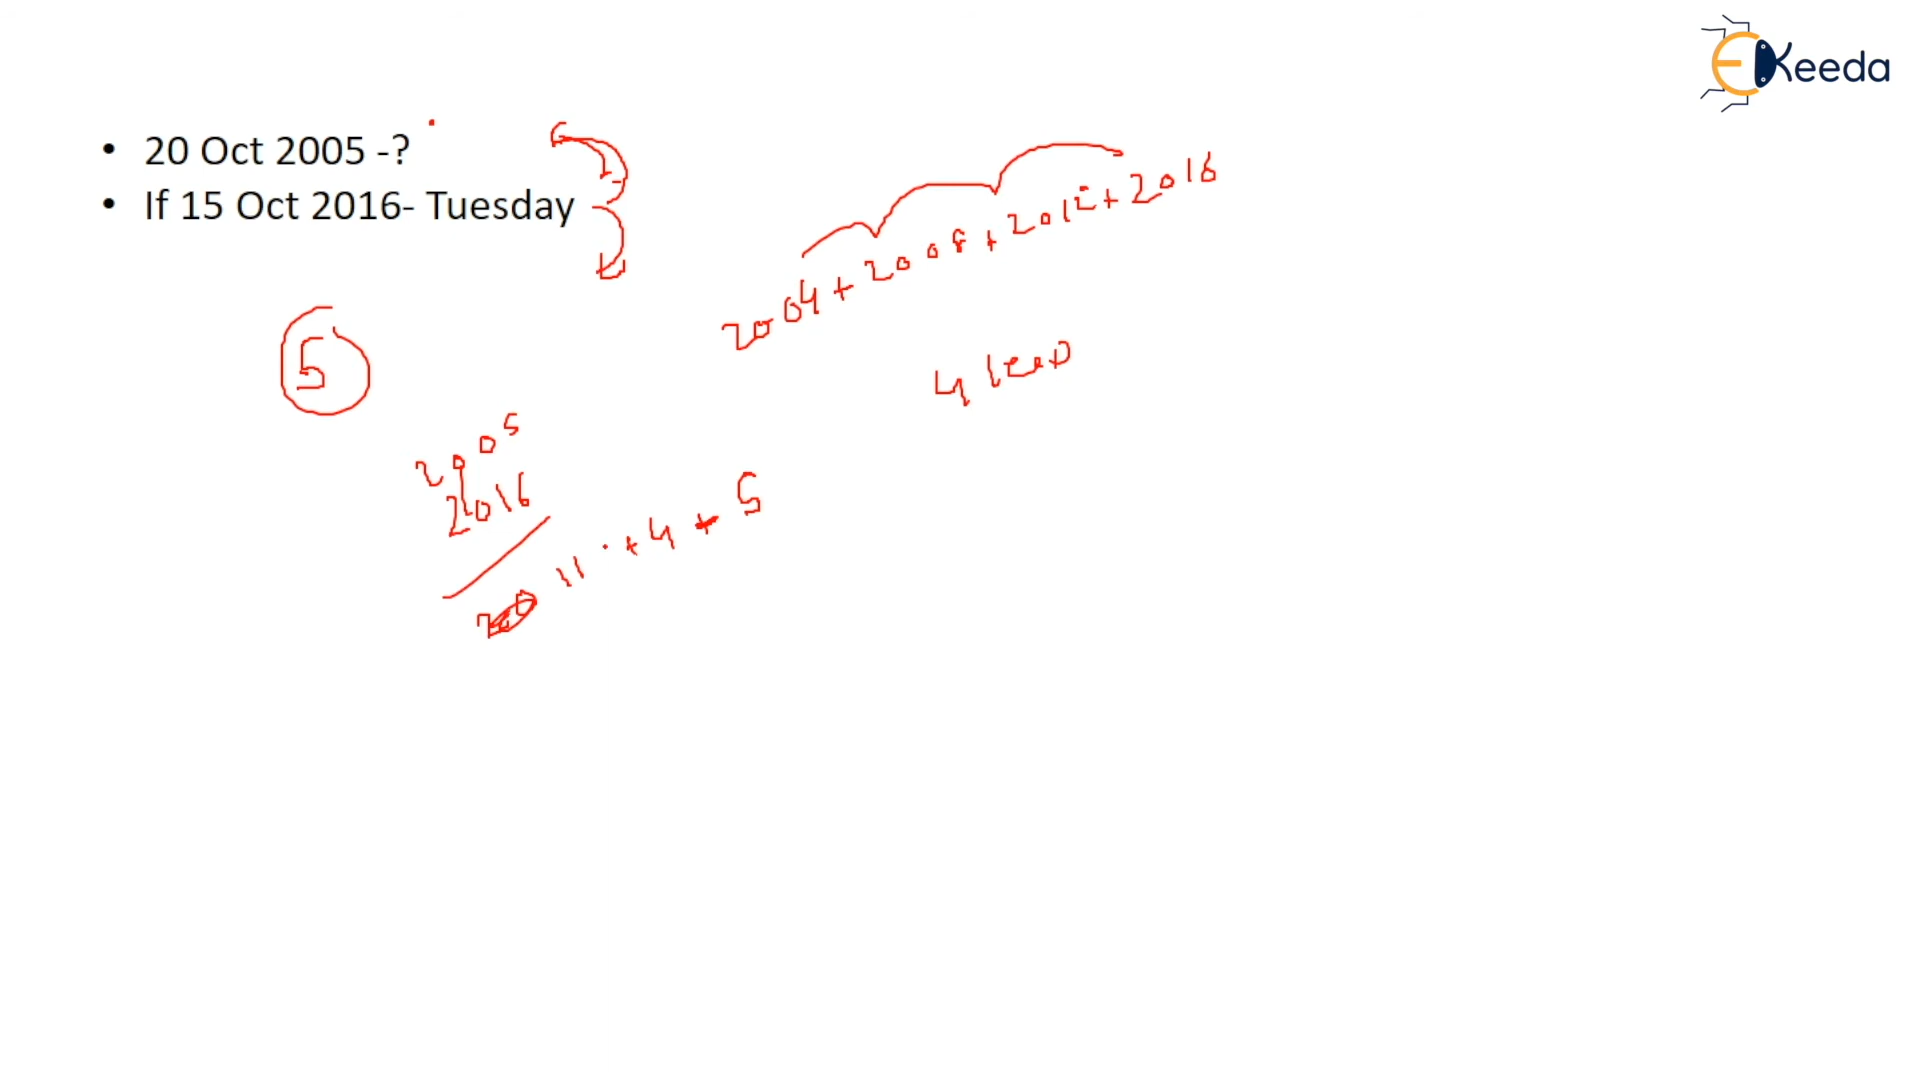 Keeda
• 20 Oct 2005 -?
• If 15 Oct 2016- Tuesday
2004 + 2008 + 2012 + 2016
4 leap
5
2005
2016
11 + 4 + 5